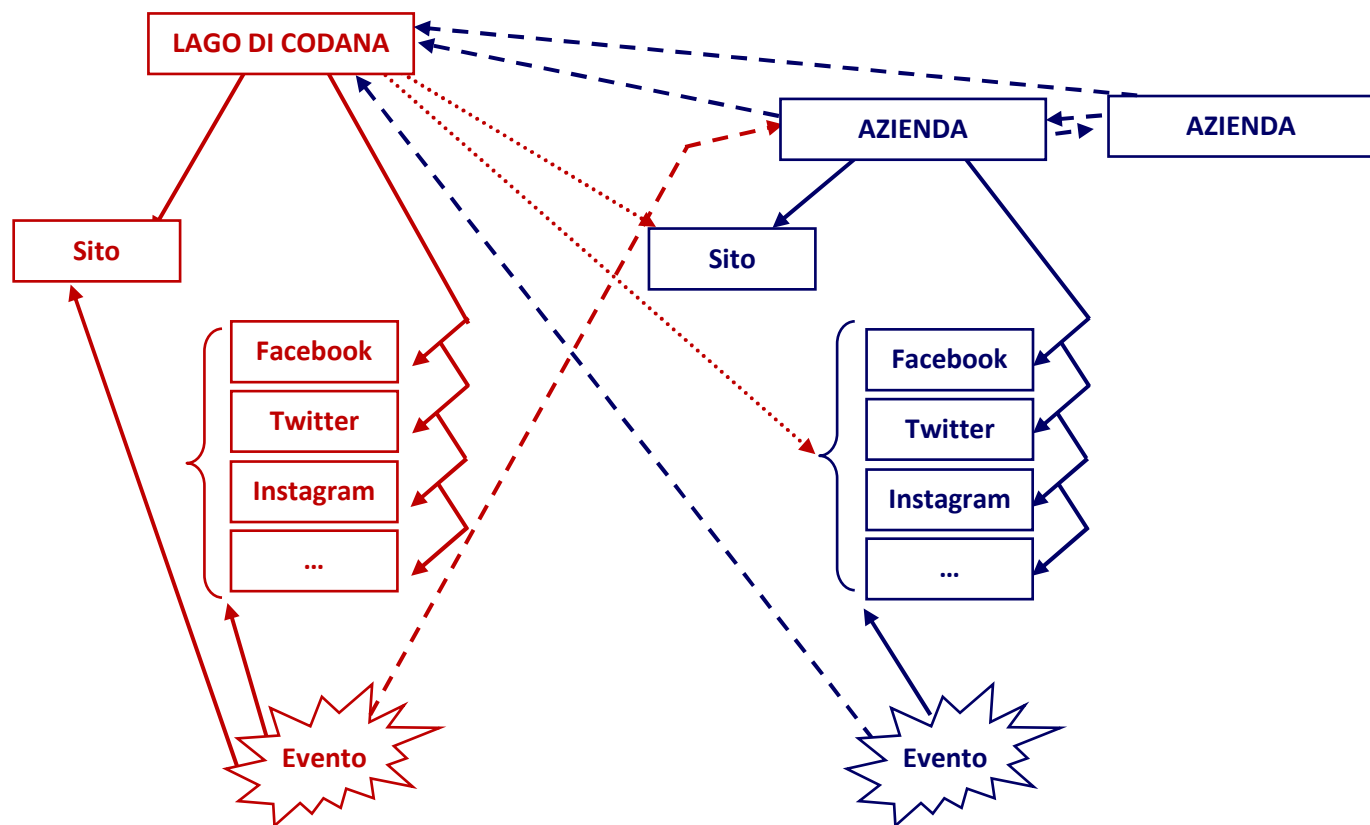 LAGO DI CODANA
AZIENDA
AZIENDA
Sito
Sito
Facebook
Twitter
Instagram
...
Facebook
Twitter
Instagram
...
Evento
Evento